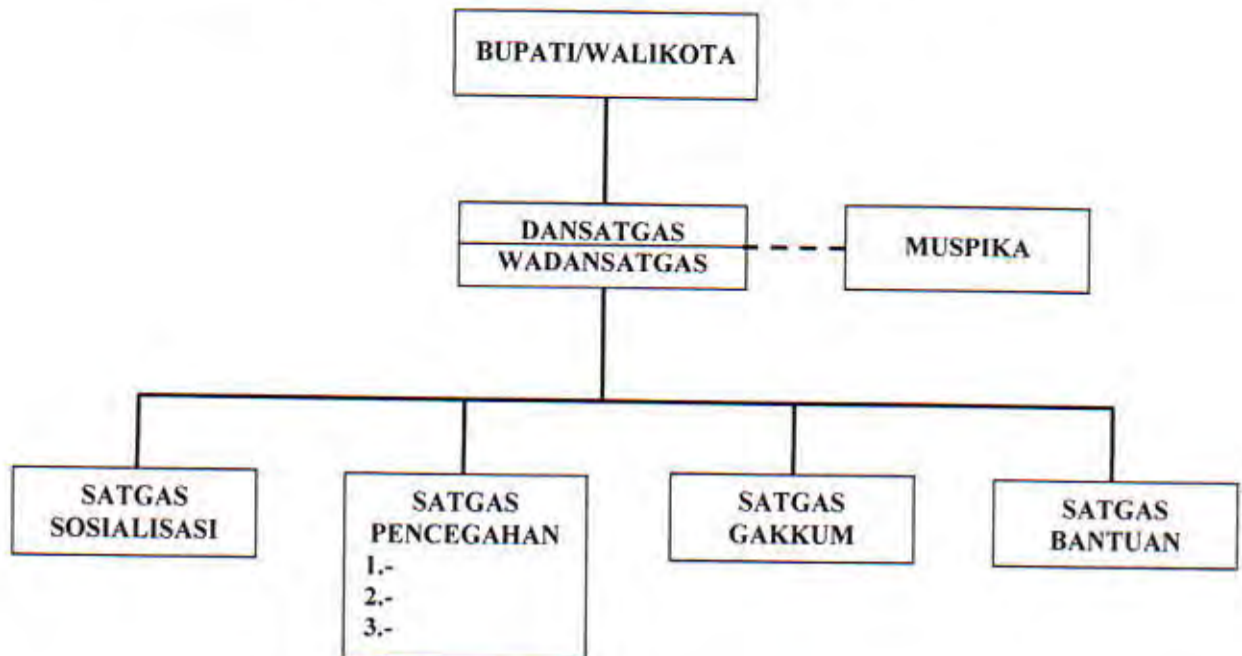 BUPATI/WALIKOTA
DANSATGAS
WADANSATGAS
MUSPIKA
SATGAS
SOSIALISASI
SATGAS
PENCEGAHAN
1.-
2.-
3.-
SATGAS
GAKKUM
SATGAS
BANTUAN